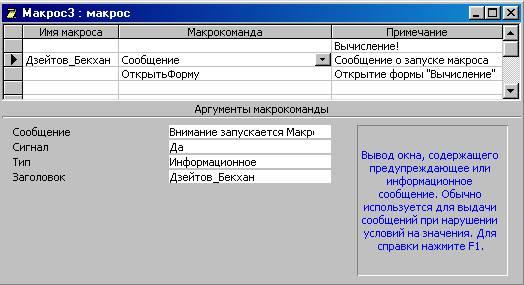 Макрос3 : макрос
Имя макроса Макрокоманда Примечание
Вычисление!
Дзейтов_Бекхан Сообщение Сообщение о запуске макроса
ОткрытьФорму Открытие формы "Вычисление"
Аргументы макрокоманды
Сообщение Внимание запускается Макро
Сигнал Да
Тип Информационное
Заголовок Дзейтов_Бекхан
Вывод окна, содержащего
предупреждающее или
информационное
сообщение. Обычно
используется для выдачи
сообщений при нарушении
условий на значения. Для
справки нажмите F1.